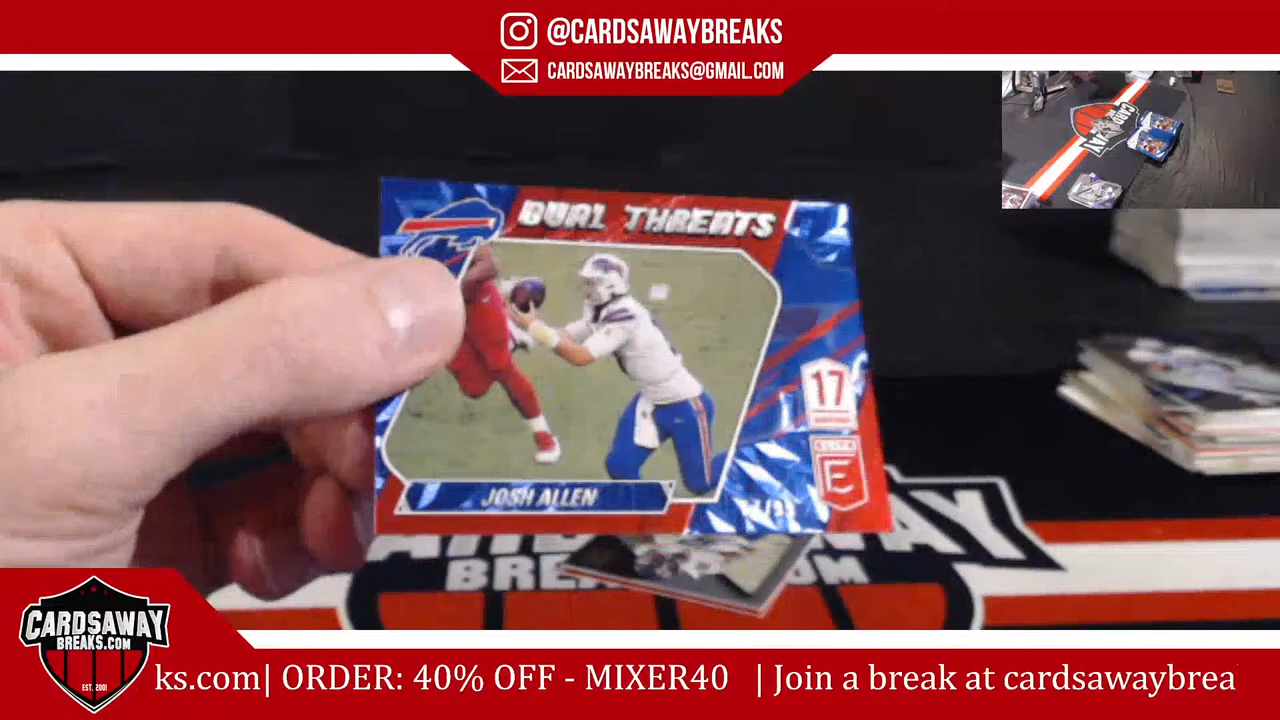 @CARDSAWAYBREAKS
CARDSAWAYBREAKS@GMAIL.COM
DUAL THREATS
17
E
JOSH ALLEN
CARDSAWAY
BREAKS.COM
EST. 2001
ks.com| ORDER: 40% OFF - MIXER40 | Join a break at cardsawaybrea